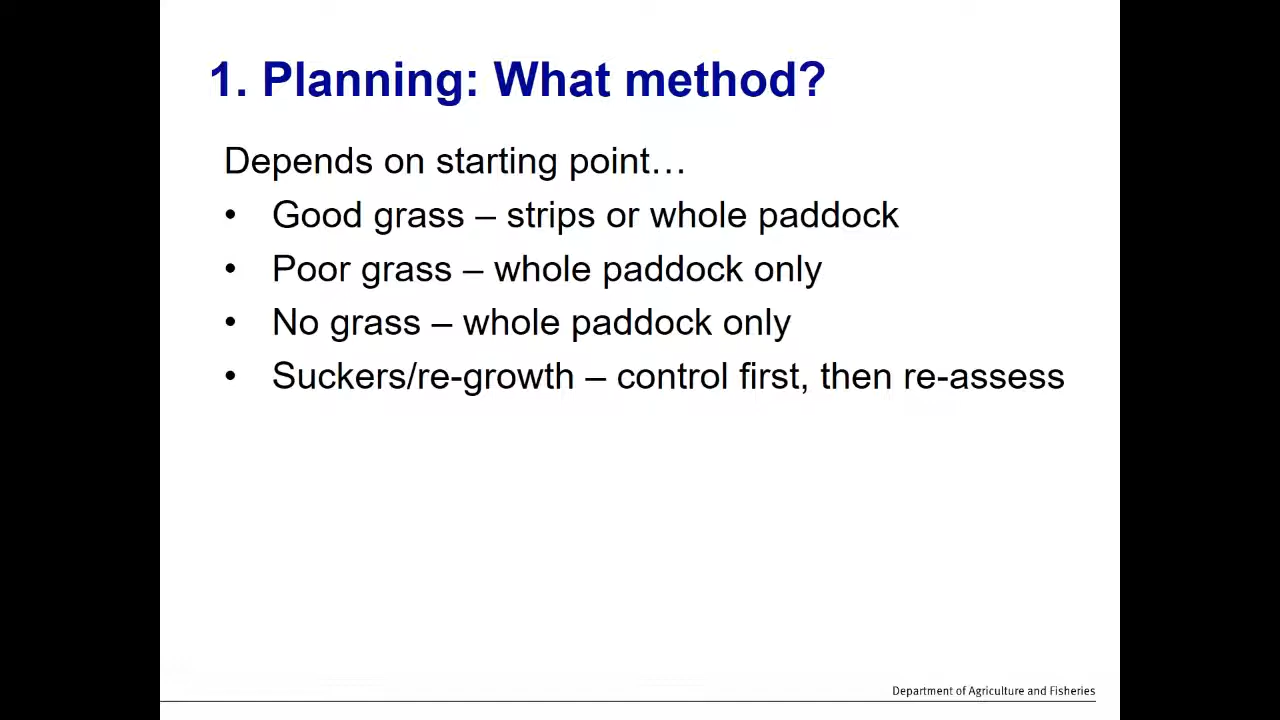 1. Planning: What method?
Depends on starting point…
• Good grass – strips or whole paddock
• Poor grass – whole paddock only
• No grass – whole paddock only
• Suckers/re-growth – control first, then re-assess
Department of Agriculture and Fisheries